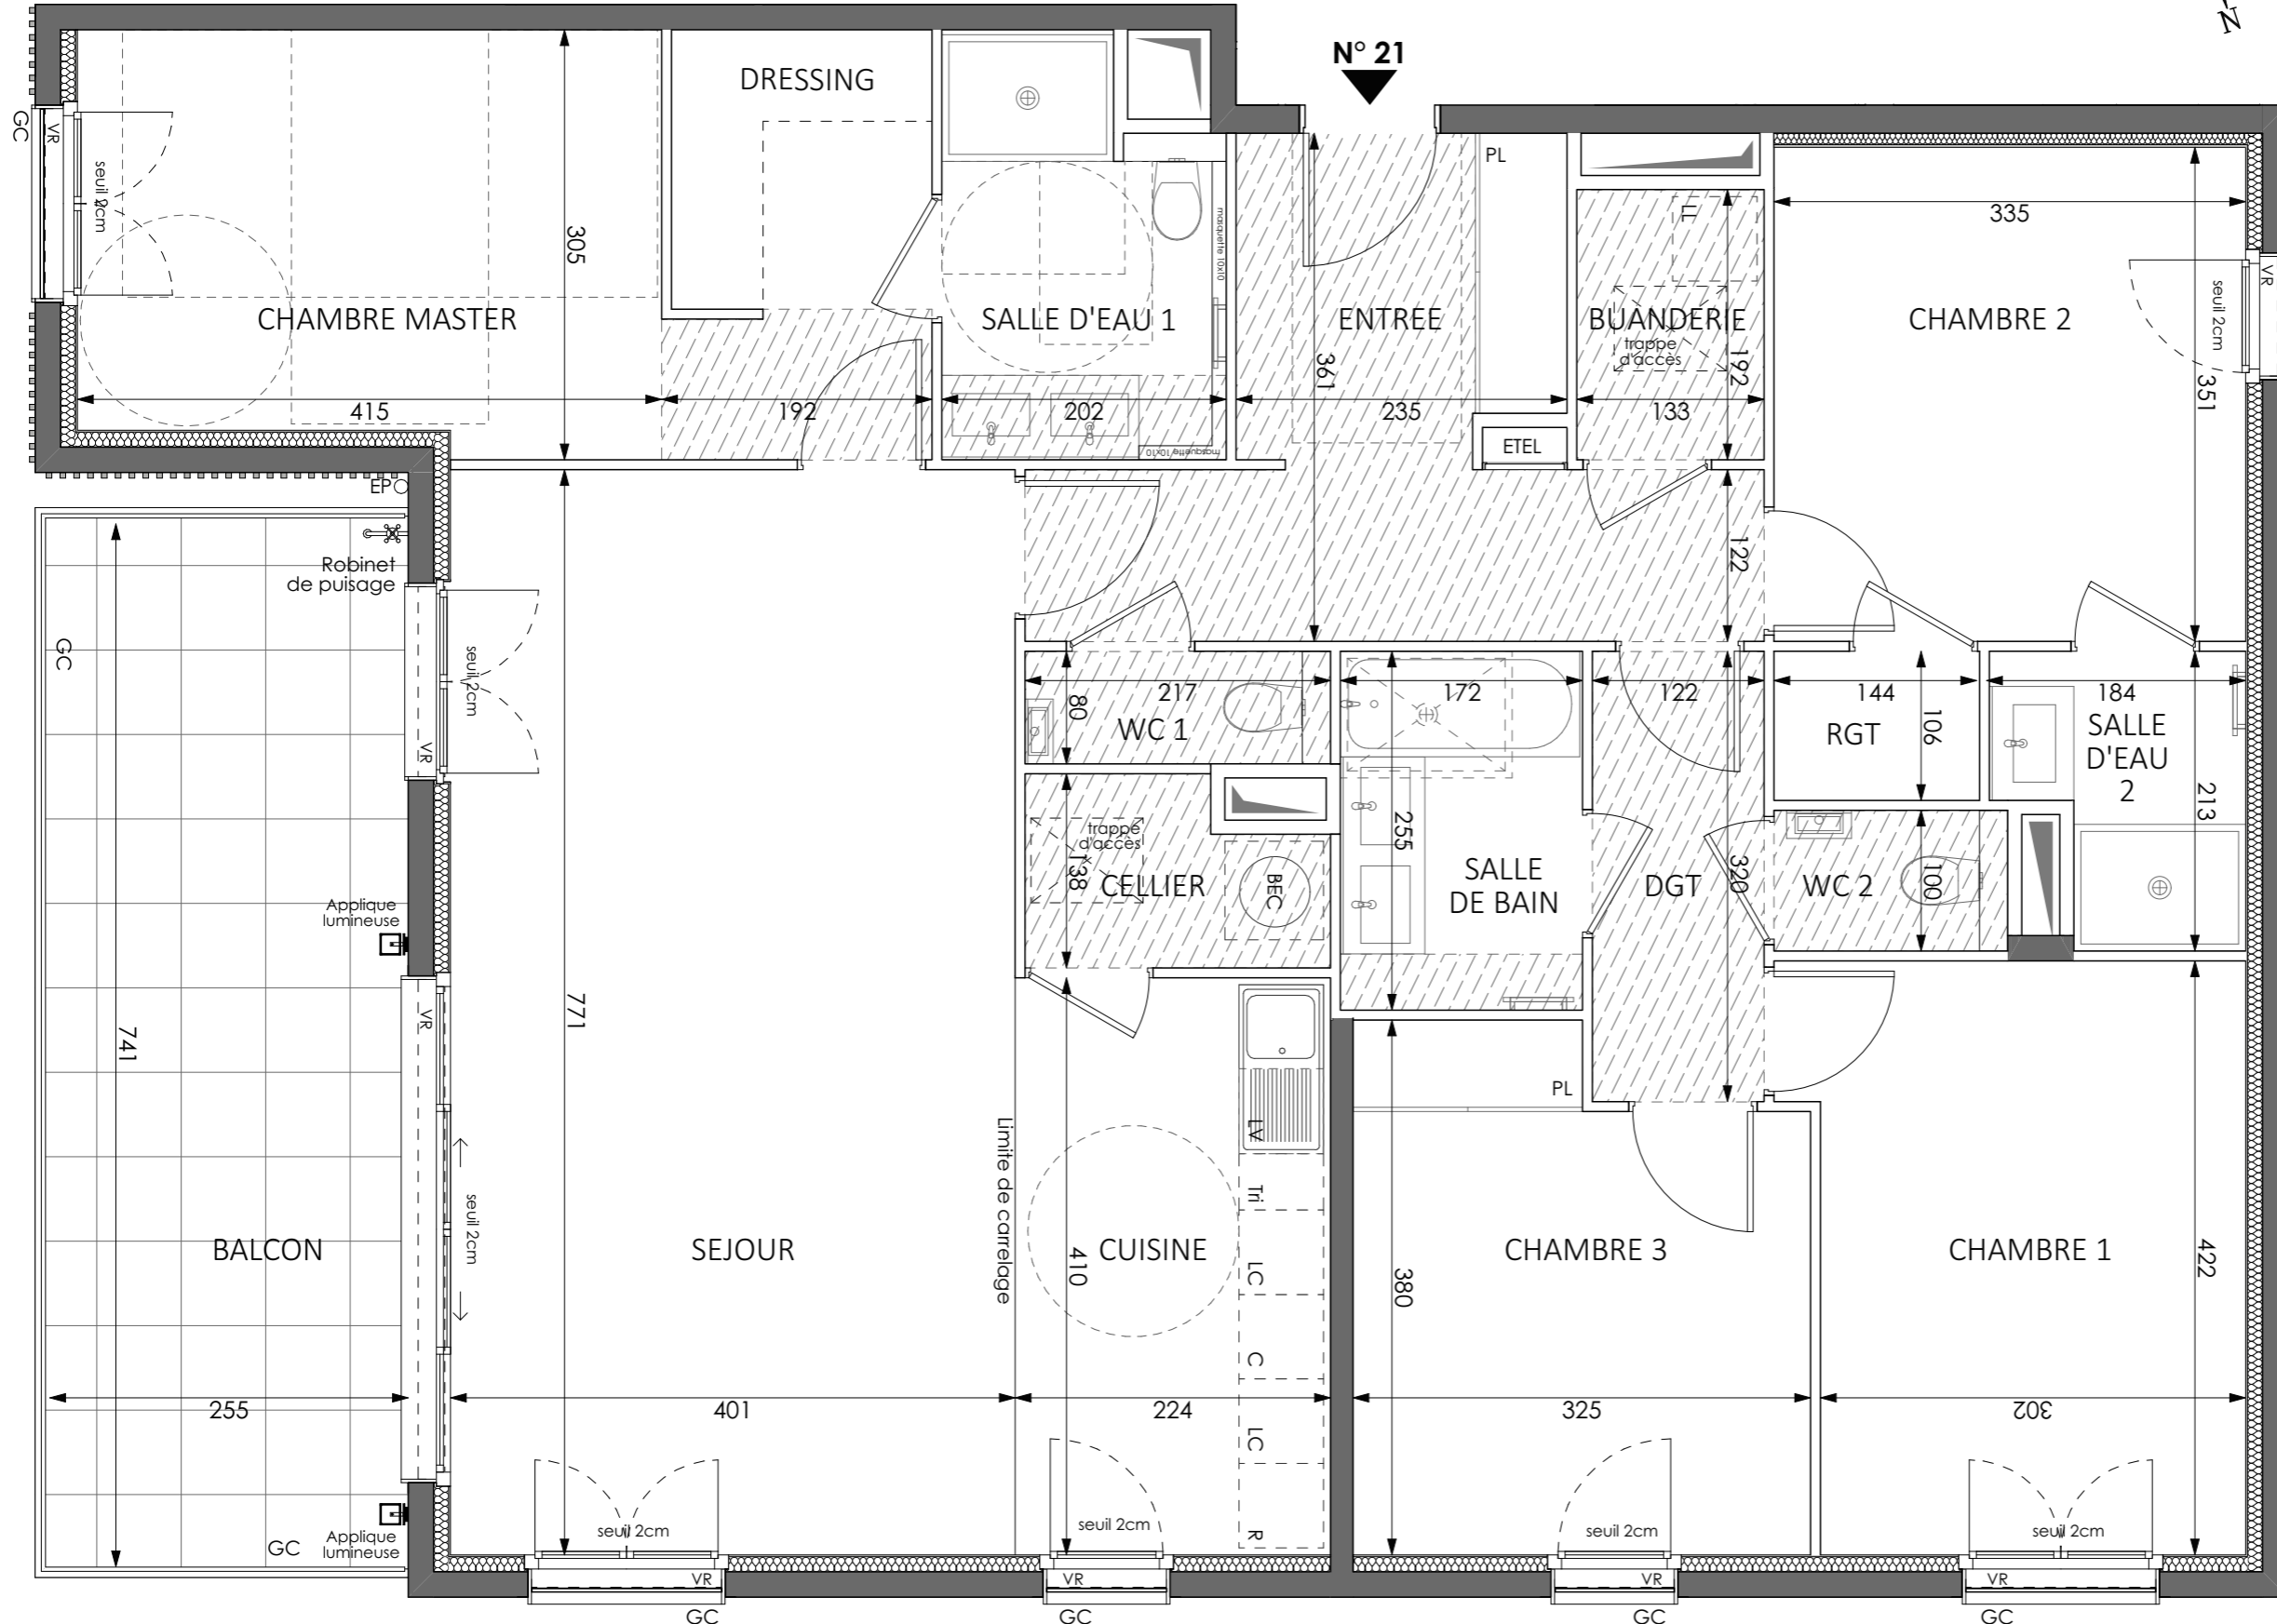 N
N° 21
DRESSING
PL
GC
VR
seuil 2cm
305
masquette 10x10
LL
335
VR
seuil 2cm
CHAMBRE MASTER
SALLE D'EAU 1
ENTREE
BUANDERIE
trappe
d'accès
CHAMBRE 2
361
192
351
415
192
202
235
133
masquette 10x10
ETEL
EP
Robinet
de puisage
122
GC
seuil 2cm
VR
80
217
WC 1
172
122
144
RGT
106
184
SALLE
D'EAU
2
213
trappe
d'accès
138
CELLIER
BEC
255
SALLE
DE BAIN
DGT
320
WC 2
100
Applique
lumineuse
741
771
VR
PL
LV
Limite de carrelage
Tri
seuil 2cm
BALCON
SEJOUR
410
CUISINE
LC
380
CHAMBRE 3
CHAMBRE 1
422
C
255
401
224
325
302
LC
R
GC
Applique
lumineuse
seuil 2cm
seuil 2cm
seuil 2cm
seuil 2cm
VR
VR
VR
VR
GC
GC
GC
GC